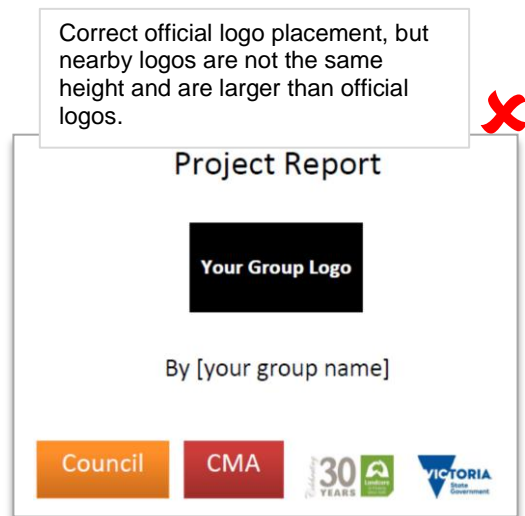 Correct official logo placement, but
nearby logos are not the same
height and are larger than official
logos.
Project Report
Your Group Logo
By [your group name]
Council
CMA
Celebrating
30
YEARS
Landcare
VICTORIA
State
Government